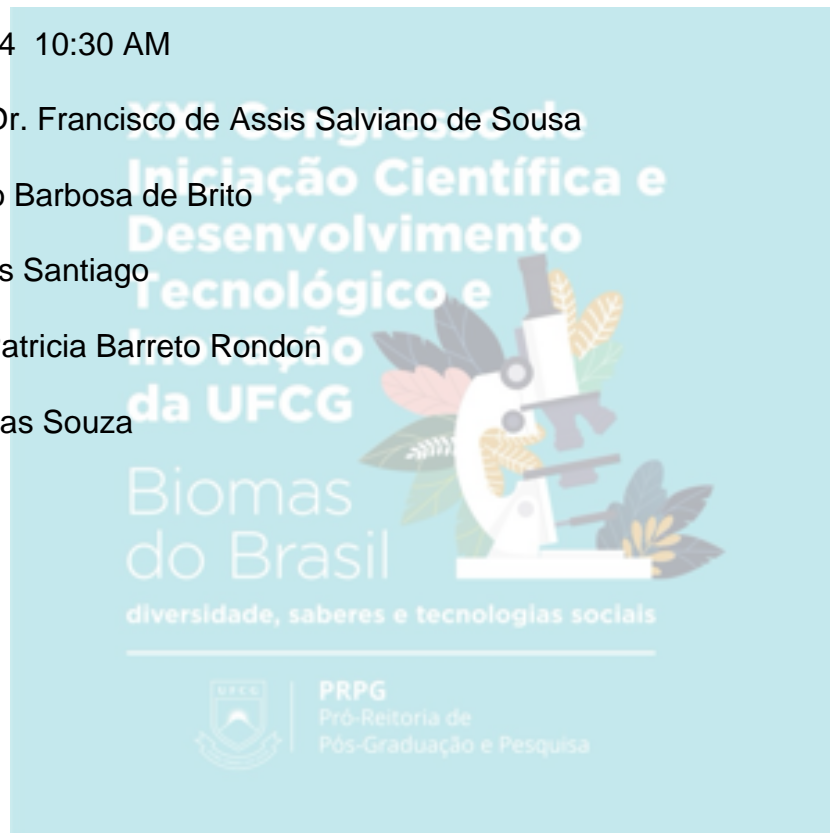 4 10:30 AM
Dr. Francisco de Assis Salviano de Sousa
XXI Congresso de
Iniciação Científica e
o Barbosa de Brito
Desenvolvimento
s Santiago
Tecnológico e
atricia Barreto Rondon
Inovação
da UFCG
as Souza
Biomas
do Brasil
diversidade, saberes e tecnologias sociais
UFCG
PRPG
Pró-Reitoria de
Pós-Graduação e Pesquisa